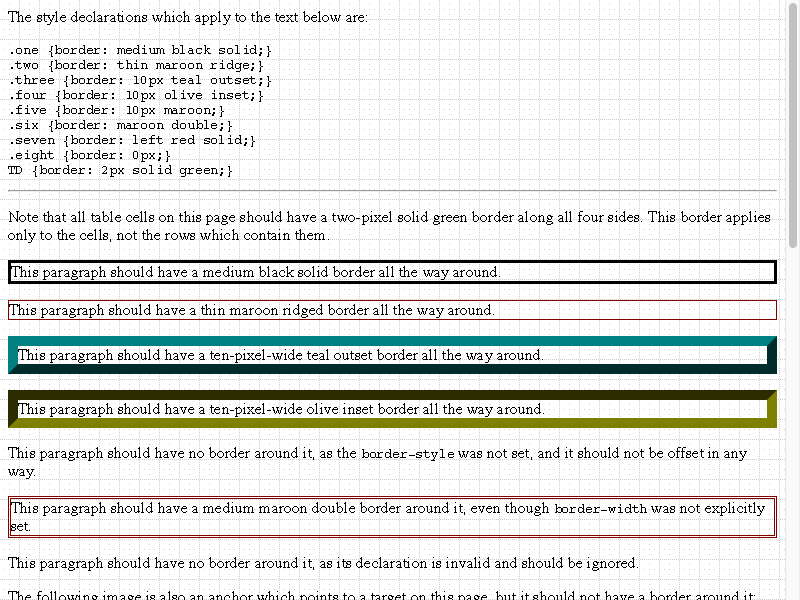 The style declarations which apply to the text below are:
.one {border: medium black solid;}
.two {border: thin maroon ridge;}
.three {border: 10px teal outset;}
.four {border: 10px olive inset;}
.five {border: 10px maroon;}
.six {border: maroon double;}
.seven {border: left red solid;}
.eight {border: 0px;}
TD {border: 2px solid green;}
Note that all table cells on this page should have a two-pixel solid green border along all four sides. This border applies
only to the cells, not the rows which contain them.
This paragraph should have a medium black solid border all the way around.
This paragraph should have a thin maroon ridged border all the way around.
This paragraph should have a ten-pixel-wide teal outset border all the way around.
This paragraph should have a ten-pixel-wide olive inset border all the way around.
This paragraph should have no border around it, as the border-style was not set, and it should not be offset in any
way.
This paragraph should have a medium maroon double border around it, even though border-width was not explicitly
set.
This paragraph should have no border around it, as its declaration is invalid and should be ignored.
The following image is also an anchor which points to a target on this page, but it should not have a border around it: